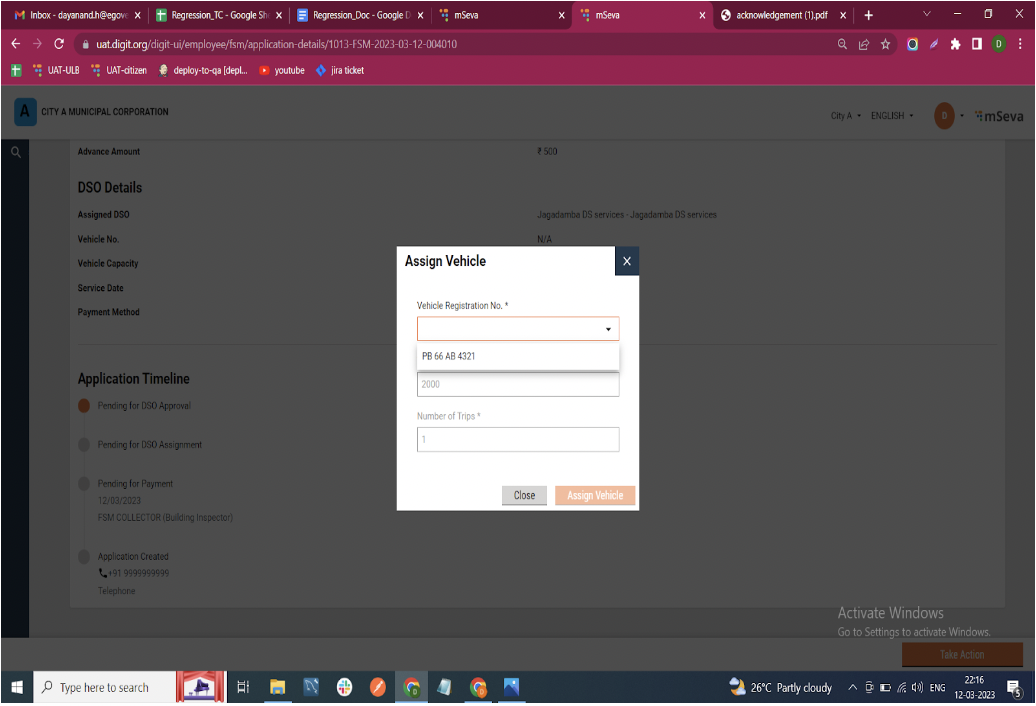 Inbox - dayanand.h@egove
Regression_TC - Google She
Regression_Doc - Google D
mSeva
mSeva
acknowledgement (1).pdf
uat.digit.org/digit-ui/employee/fsm/application-details/1013-FSM-2023-03-12-004010
UAT-ULB
UAT-citizen
deploy-to-qa [depl...
youtube
jira ticket
A CITY A MUNICIPAL CORPORATION
City A
ENGLISH
D
mSeva
Advance Amount ₹ 500
DSO Details
Assigned DSO Jagadamba DS services - Jagadamba DS services
Vehicle No. N/A
Vehicle Capacity
Service Date
Payment Method
Assign Vehicle
Vehicle Registration No. *
PB 66 AB 4321
2000
Number of Trips *
1
Close
Assign Vehicle
Application Timeline
Pending for DSO Approval
Pending for DSO Assignment
Pending for Payment
12/03/2023
FSM COLLECTOR (Building Inspector)
Application Created
+91 9999999999
Telephone
Activate Windows
Go to Settings to activate Windows.
Take Action
Type here to search
26°C Partly cloudy
ENG
22:16
12-03-2023
5